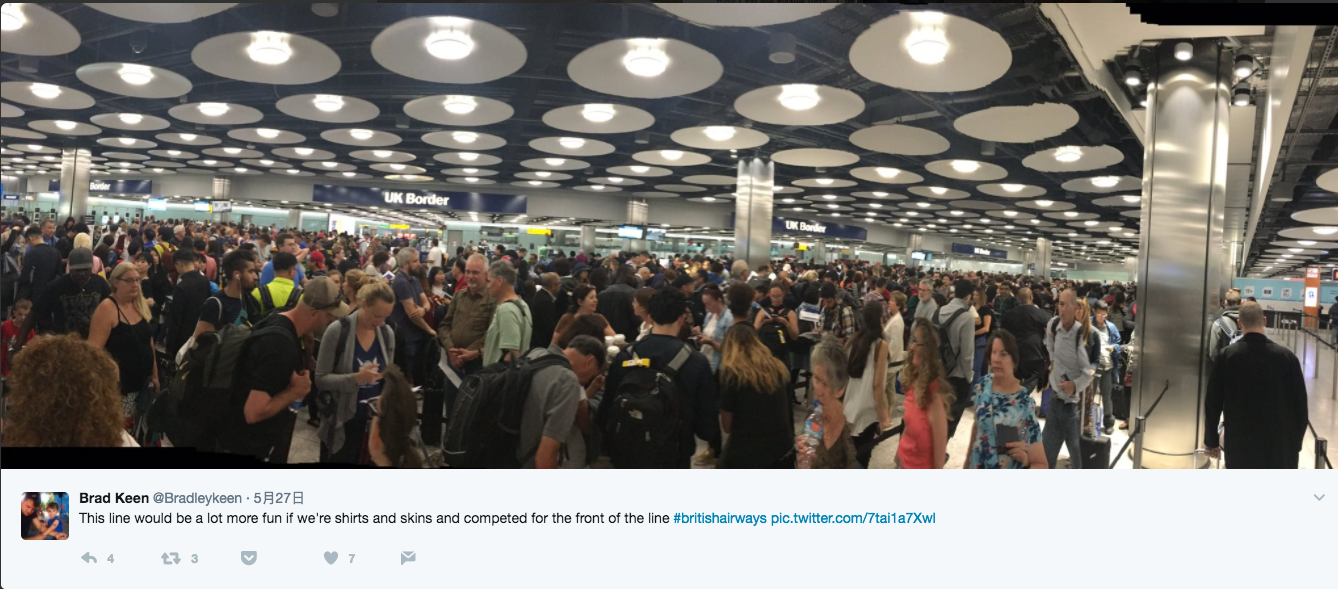 Border
UK Border
UK Border
Brad Keen @Bradleykeen · 5月27日
This line would be a lot more fun if we're shirts and skins and competed for the front of the line #britishairways pic.twitter.com/7tai1a7Xwl
4 3 7